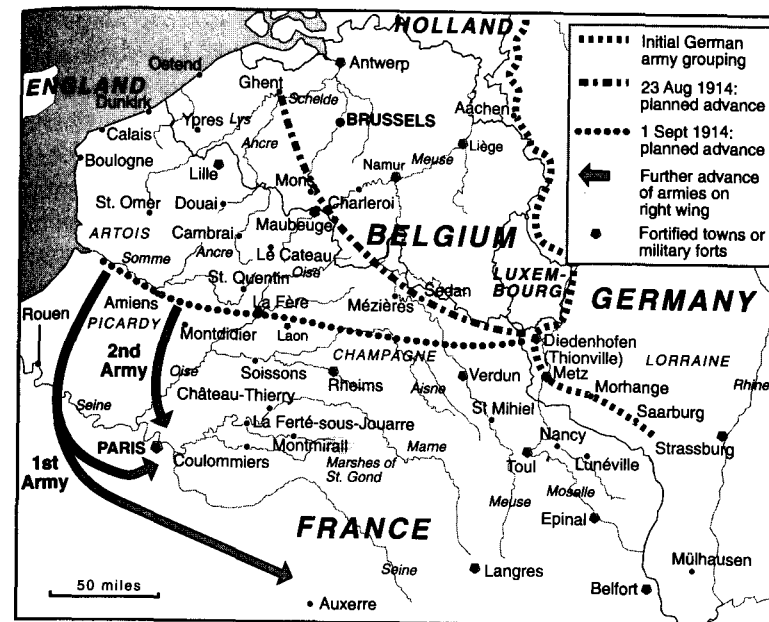 HOLLAND
ENGLAND
Ostend
Dunkirk
Calais
Boulogne
Ghent
Antwerp
Schelde
BRUSSELS
Aachen
Ypres
Lys
Ancre
Lille
Mons
Namur
Meuse
Liège
St. Omer
Douai
Charleroi
ARTOIS
Cambrai
Maubeuge
BELGIUM
Ancre
Le Cateau
Somme
St. Quentin
Oise
LUXEM-
BOURG
Sedan
GERMANY
Amiens
La Fère
Mézières
Rouen
PICARDY
Montdidier
Laon
Diedenhofen
(Thionville)
LORRAINE
2nd
Army
CHAMPAGNE
Metz
Rhine
Oise
Soissons
Rheims
Aisne
Verdun
Morhange
Seine
Château-Thierry
St Mihiel
Saarburg
La Ferté-sous-Jouarre
Nancy
Strassburg
PARIS
Montmirail
Marne
1st
Army
Coulommiers
Marshes of
St. Gond
Toul
Lunéville
Meuse
Moselle
FRANCE
Epinal
Seine
Langres
Mülhausen
50 miles
Auxerre
Belfort
Initial German
army grouping
23 Aug 1914:
planned advance
1 Sept 1914:
planned advance
Further advance
of armies on
right wing
Fortified towns or
military forts